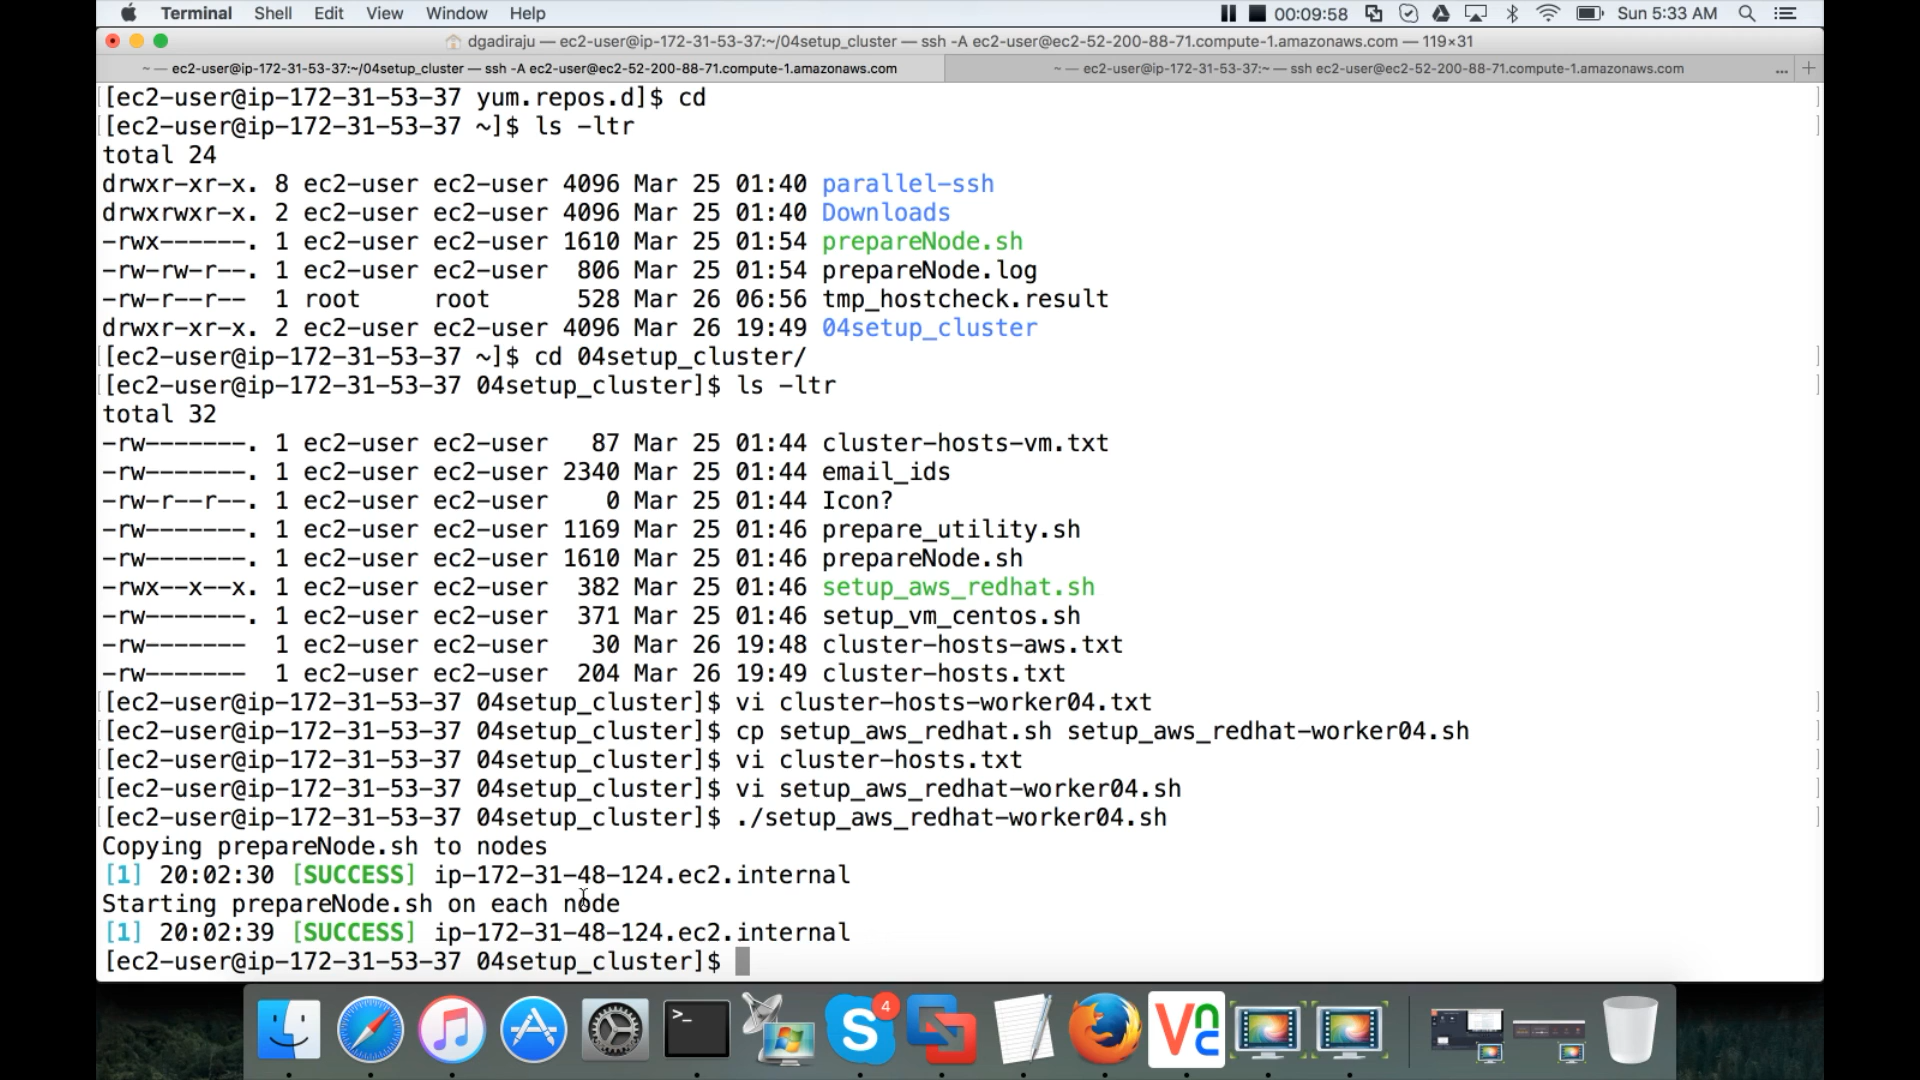 Terminal Shell Edit View Window Help 00:09:58 Sun 5:33 AM
dgadiraju — ec2-user@ip-172-31-53-37:~/04setup_cluster — ssh -A ec2-user@ec2-52-200-88-71.compute-1.amazonaws.com — 119×31
~ — ec2-user@ip-172-31-53-37:~/04setup_cluster — ssh -A ec2-user@ec2-52-200-88-71.compute-1.amazonaws.com ~ — ec2-user@ip-172-31-53-37:~ — ssh ec2-user@ec2-52-200-88-71.compute-1.amazonaws.com ... +
[ec2-user@ip-172-31-53-37 yum.repos.d]$ cd
[ec2-user@ip-172-31-53-37 ~]$ ls -ltr
total 24
drwxr-xr-x. 8 ec2-user ec2-user 4096 Mar 25 01:40 parallel-ssh
drwxrwxr-x. 2 ec2-user ec2-user 4096 Mar 25 01:40 Downloads
-rwx------. 1 ec2-user ec2-user 1610 Mar 25 01:54 prepareNode.sh
-rw-rw-r--. 1 ec2-user ec2-user  806 Mar 25 01:54 prepareNode.log
-rw-r--r--  1 root     root      528 Mar 26 06:56 tmp_hostcheck.result
drwxr-xr-x. 2 ec2-user ec2-user 4096 Mar 26 19:49 04setup_cluster
[ec2-user@ip-172-31-53-37 ~]$ cd 04setup_cluster/
[ec2-user@ip-172-31-53-37 04setup_cluster]$ ls -ltr
total 32
-rw-------. 1 ec2-user ec2-user   87 Mar 25 01:44 cluster-hosts-vm.txt
-rw-------. 1 ec2-user ec2-user 2340 Mar 25 01:44 email_ids
-rw-r--r--. 1 ec2-user ec2-user    0 Mar 25 01:44 Icon?
-rw-------. 1 ec2-user ec2-user 1169 Mar 25 01:46 prepare_utility.sh
-rw-------. 1 ec2-user ec2-user 1610 Mar 25 01:46 prepareNode.sh
-rwx--x--x. 1 ec2-user ec2-user  382 Mar 25 01:46 setup_aws_redhat.sh
-rw-------. 1 ec2-user ec2-user  371 Mar 25 01:46 setup_vm_centos.sh
-rw-------  1 ec2-user ec2-user   30 Mar 26 19:48 cluster-hosts-aws.txt
-rw-------  1 ec2-user ec2-user  204 Mar 26 19:49 cluster-hosts.txt
[ec2-user@ip-172-31-53-37 04setup_cluster]$ vi cluster-hosts-worker04.txt
[ec2-user@ip-172-31-53-37 04setup_cluster]$ cp setup_aws_redhat.sh setup_aws_redhat-worker04.sh
[ec2-user@ip-172-31-53-37 04setup_cluster]$ vi cluster-hosts.txt
[ec2-user@ip-172-31-53-37 04setup_cluster]$ vi setup_aws_redhat-worker04.sh
[ec2-user@ip-172-31-53-37 04setup_cluster]$ ./setup_aws_redhat-worker04.sh
Copying prepareNode.sh to nodes
[1] 20:02:30 [SUCCESS] ip-172-31-48-124.ec2.internal
Starting prepareNode.sh on each node
[1] 20:02:39 [SUCCESS] ip-172-31-48-124.ec2.internal
[ec2-user@ip-172-31-53-37 04setup_cluster]$
>_ S 4 Vnc